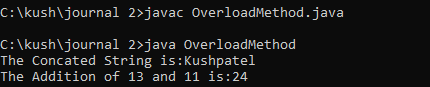 C:\kush\journal 2>javac OverloadMethod.java
C:\kush\journal 2>java OverloadMethod
The Concated String is:Kushpatel
The Addition of 13 and 11 is:24